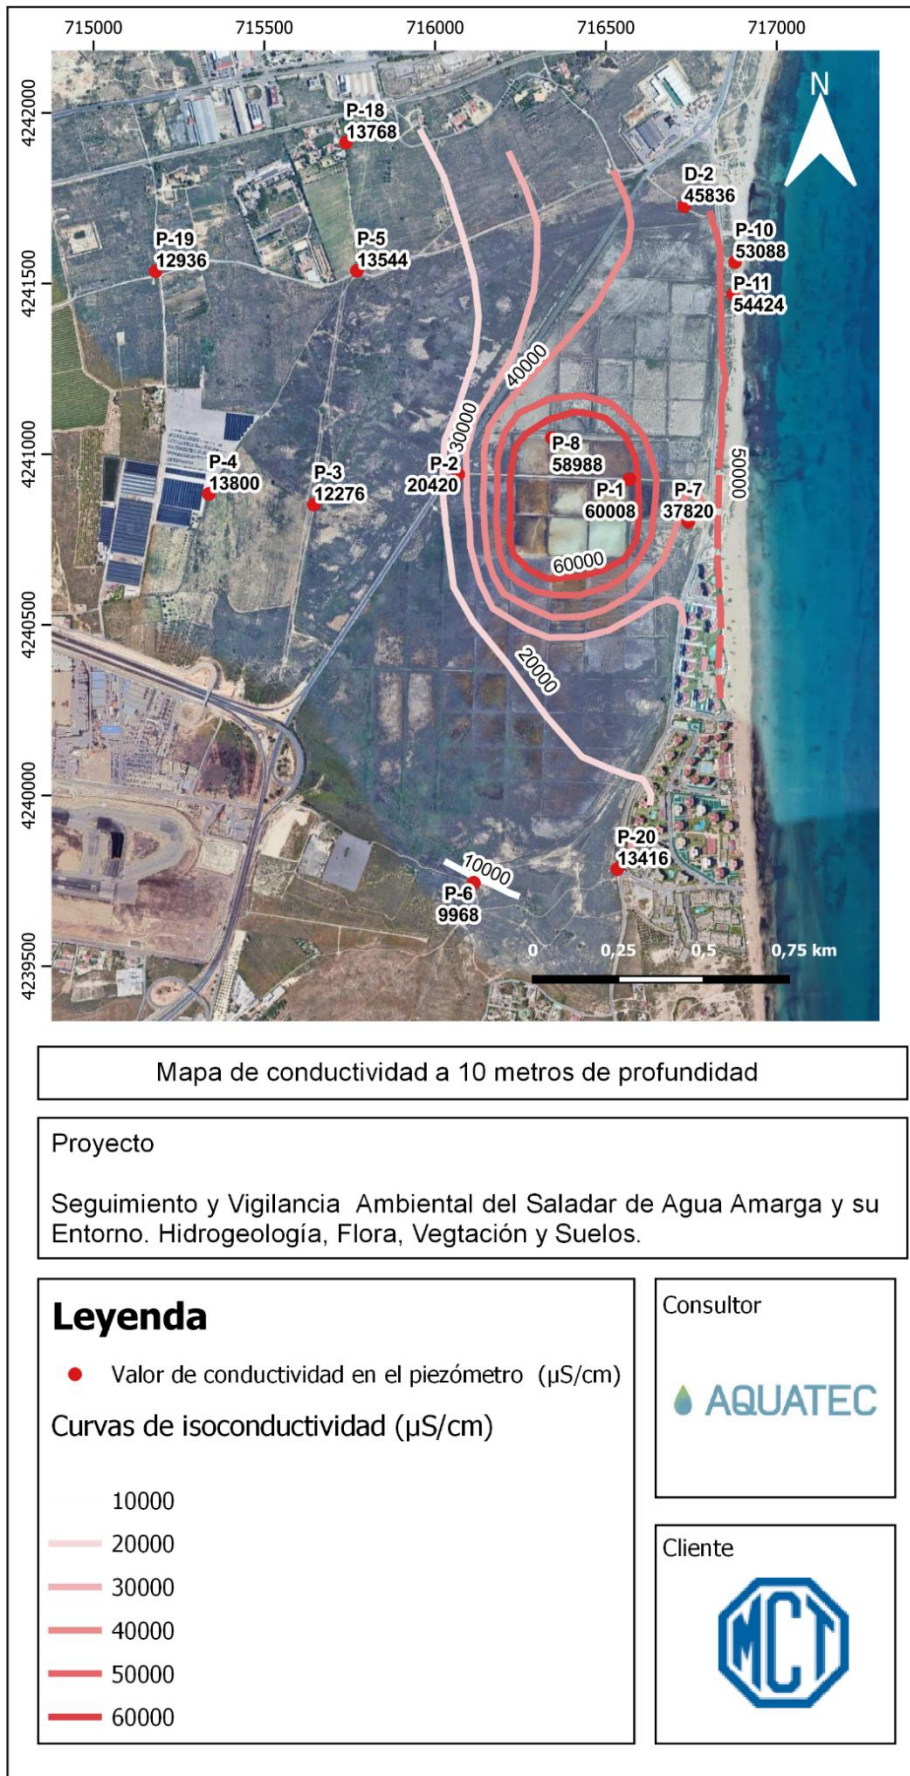 715000
715500
716000
716500
717000
4242000
4241500
4241000
4240500
4240000
4239500
N
P-18
13768
D-2
45836
P-19
12936
P-5
13544
P-10
53088
P-11
54424
40000
30000
P-4
13800
P-3
12276
P-2
20420
P-8
58988
P-1
60008
P-7
37820
50000
60000
20000
P-20
13416
10000
P-6
9968
0
0,25
0,5
0,75 km
Mapa de conductividad a 10 metros de profundidad
Proyecto
Seguimiento y Vigilancia Ambiental del Saladar de Agua Amarga y su
Entorno. Hidrogeología, Flora, Vegtación y Suelos.
Leyenda
Valor de conductividad en el piezómetro (µS/cm)
Curvas de isoconductividad (µS/cm)
10000
20000
30000
40000
50000
60000
Consultor
AQUATEC
Cliente
MCT